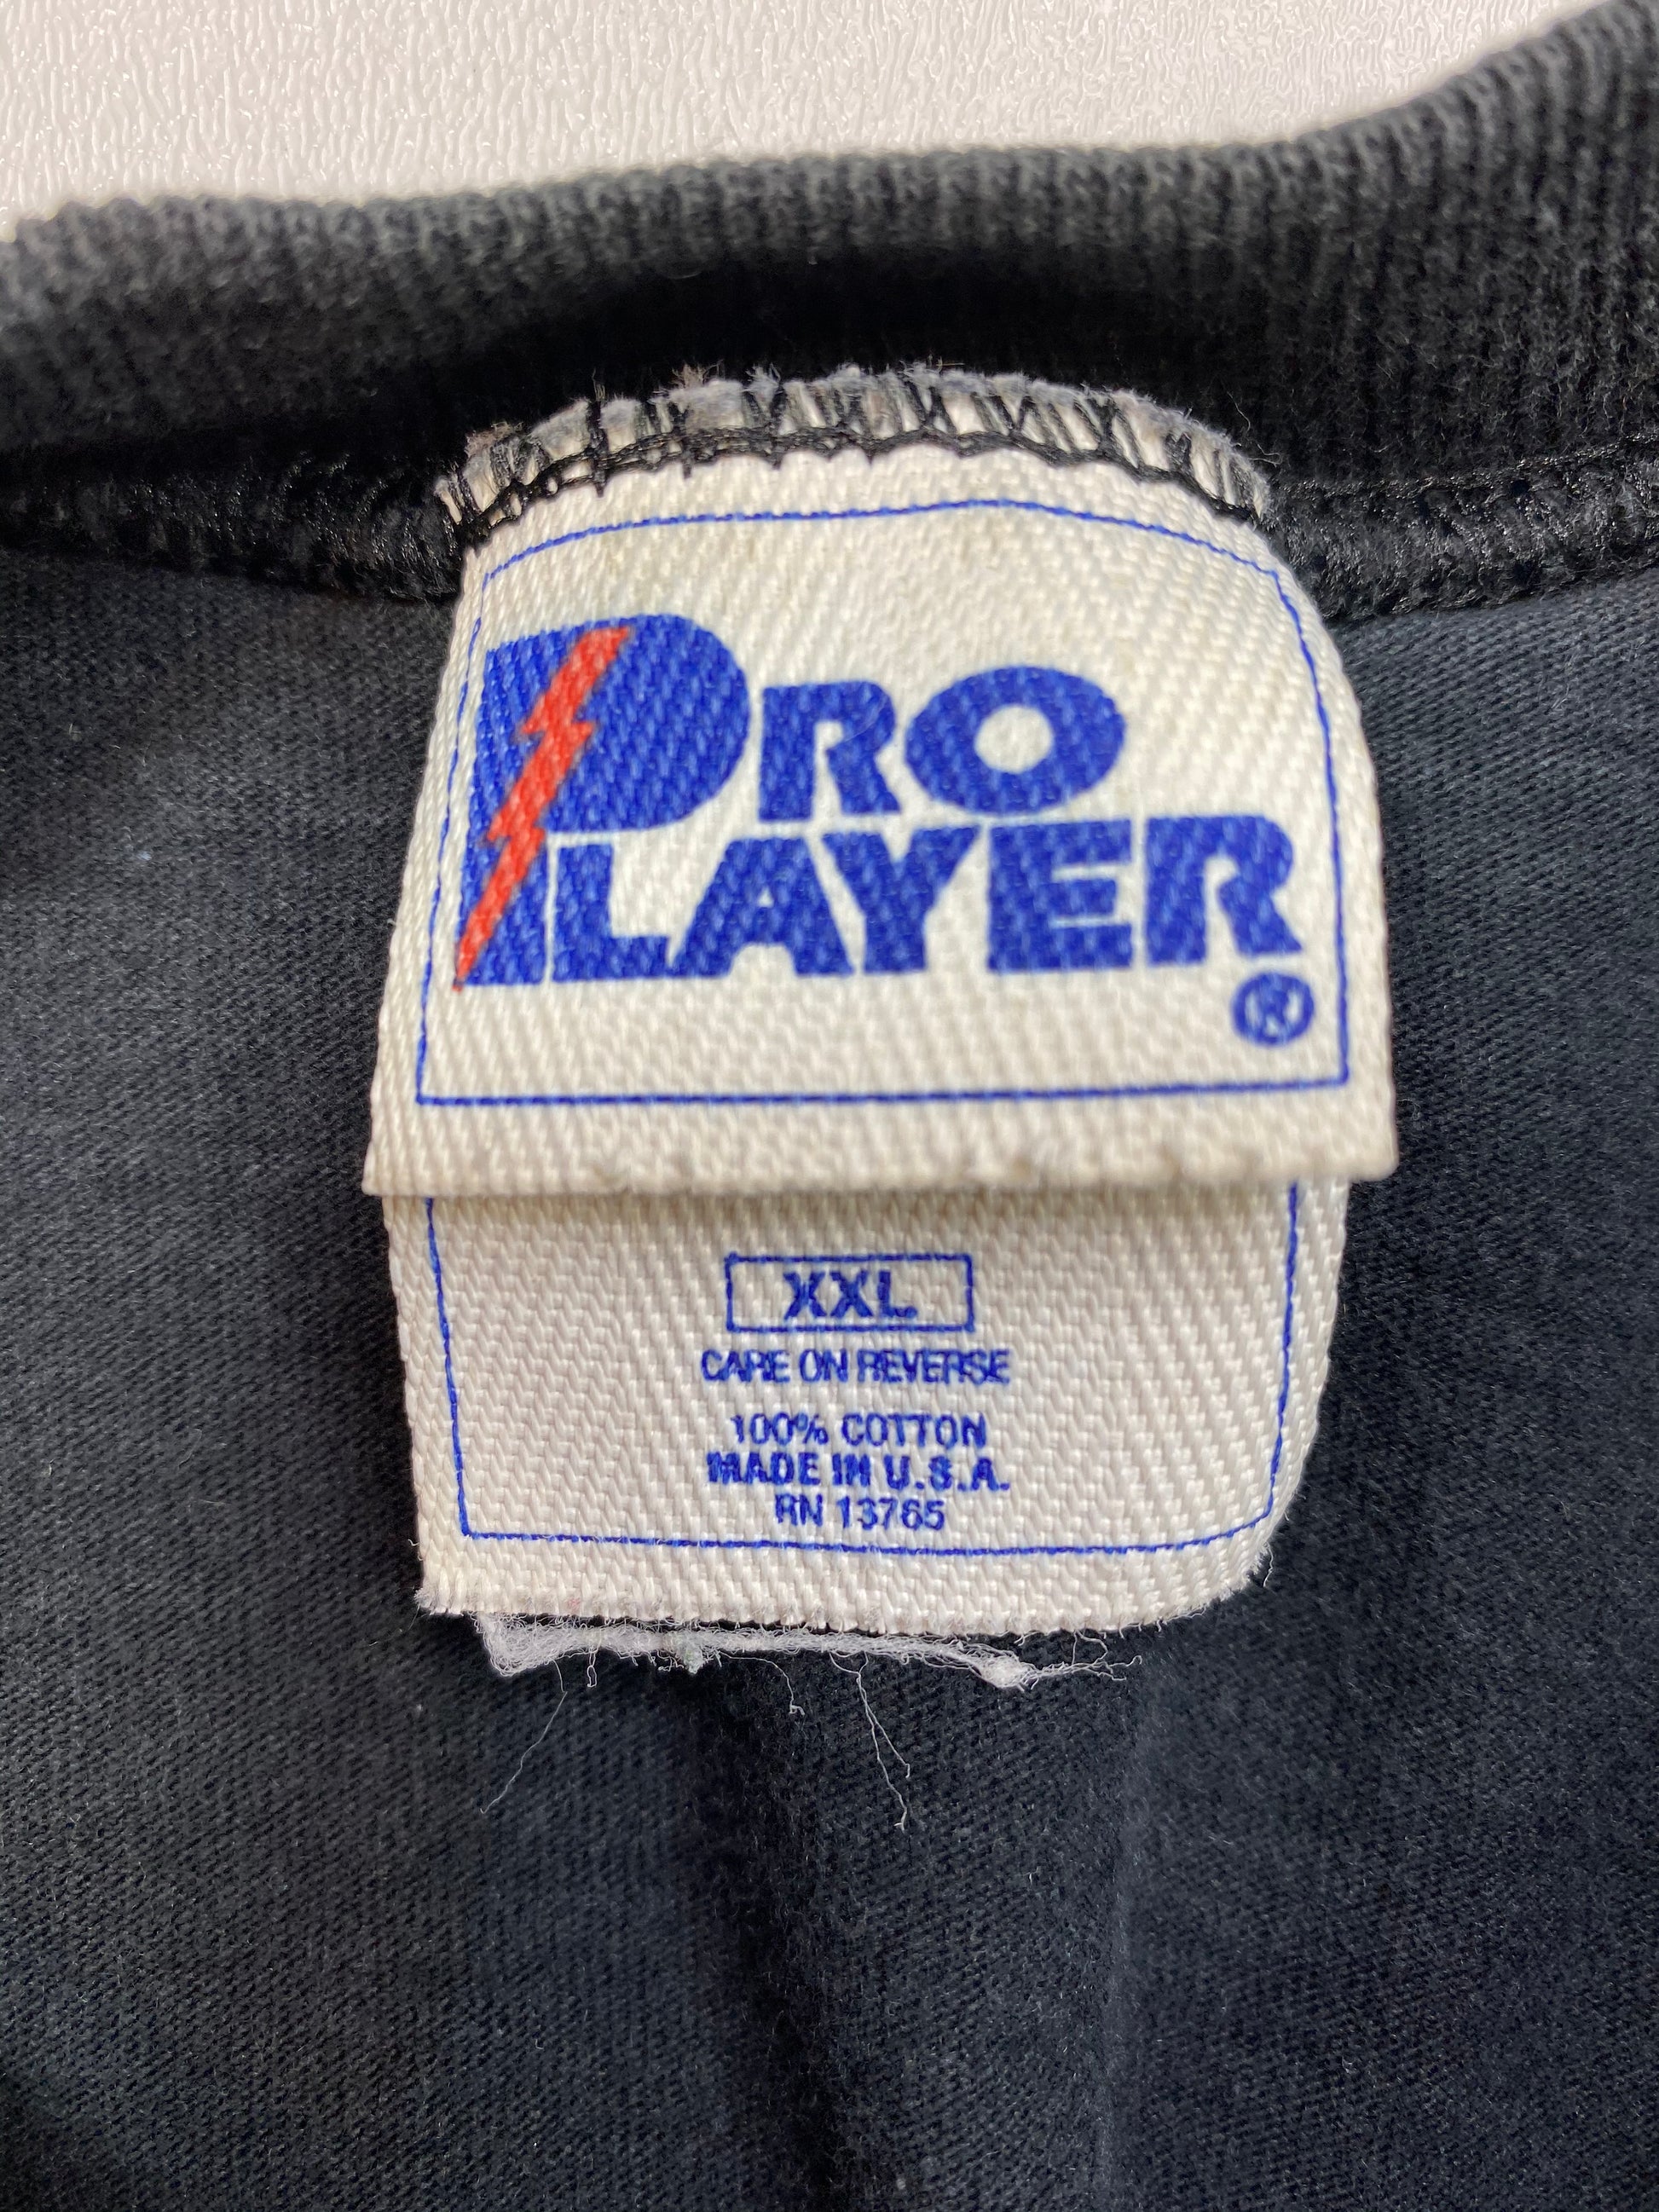 PRO
PLAYER
®
XXL
CARE ON REVERSE
100% COTTON
MADE IN U.S.A.
RN 13765